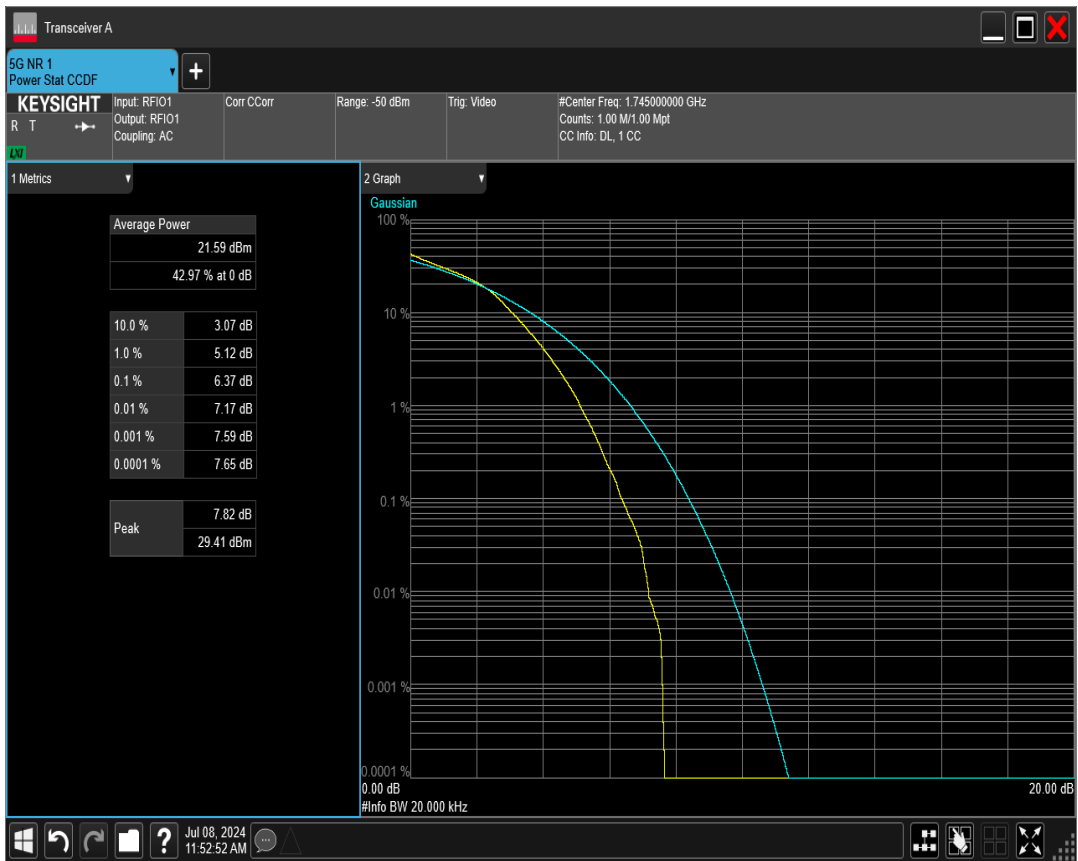 Transceiver A
5G NR 1
Power Stat CCDF
KEYSIGHT
R T
LXI
Input: RFIO1
Output: RFIO1
Coupling: AC
Corr CCorr
Range: -50 dBm
Trig: Video
#Center Freq: 1.745000000 GHz
Counts: 1.00 M/1.00 Mpt
CC Info: DL, 1 CC
1 Metrics
Average Power
21.59 dBm
42.97 % at 0 dB
10.0 % 3.07 dB
1.0 % 5.12 dB
0.1 % 6.37 dB
0.01 % 7.17 dB
0.001 % 7.59 dB
0.0001 % 7.65 dB
Peak
7.82 dB
29.41 dBm
2 Graph
Gaussian
100 %
10 %
1 %
0.1 %
0.01 %
0.001 %
0.0001 %
0.00 dB 20.00 dB
#Info BW 20.000 kHz
Jul 08, 2024
11:52:52 AM